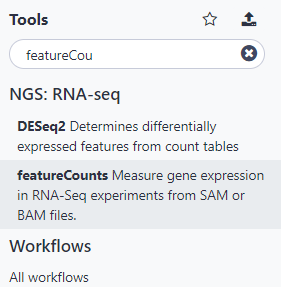 Tools
featureCou
NGS: RNA-seq
DESeq2 Determines differentially
expressed features from count tables
featureCounts Measure gene expression
in RNA-Seq experiments from SAM or
BAM files.
Workflows
All workflows